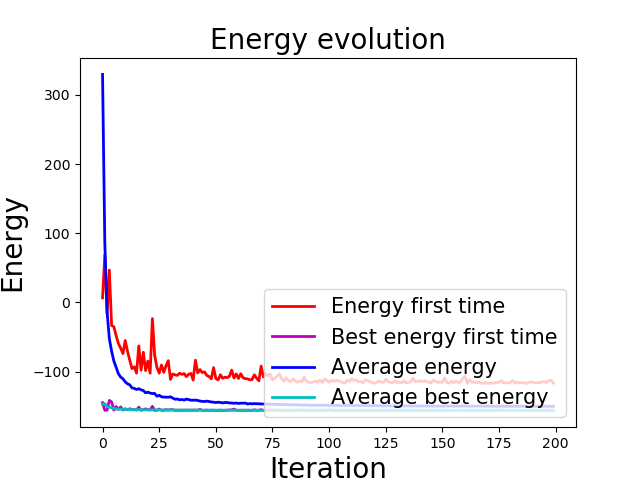 Energy evolution
Energy
300
200
100
0
−100
Energy first time
Best energy first time
Average energy
Average best energy
0 25 50 75 100 125 150 175 200
Iteration